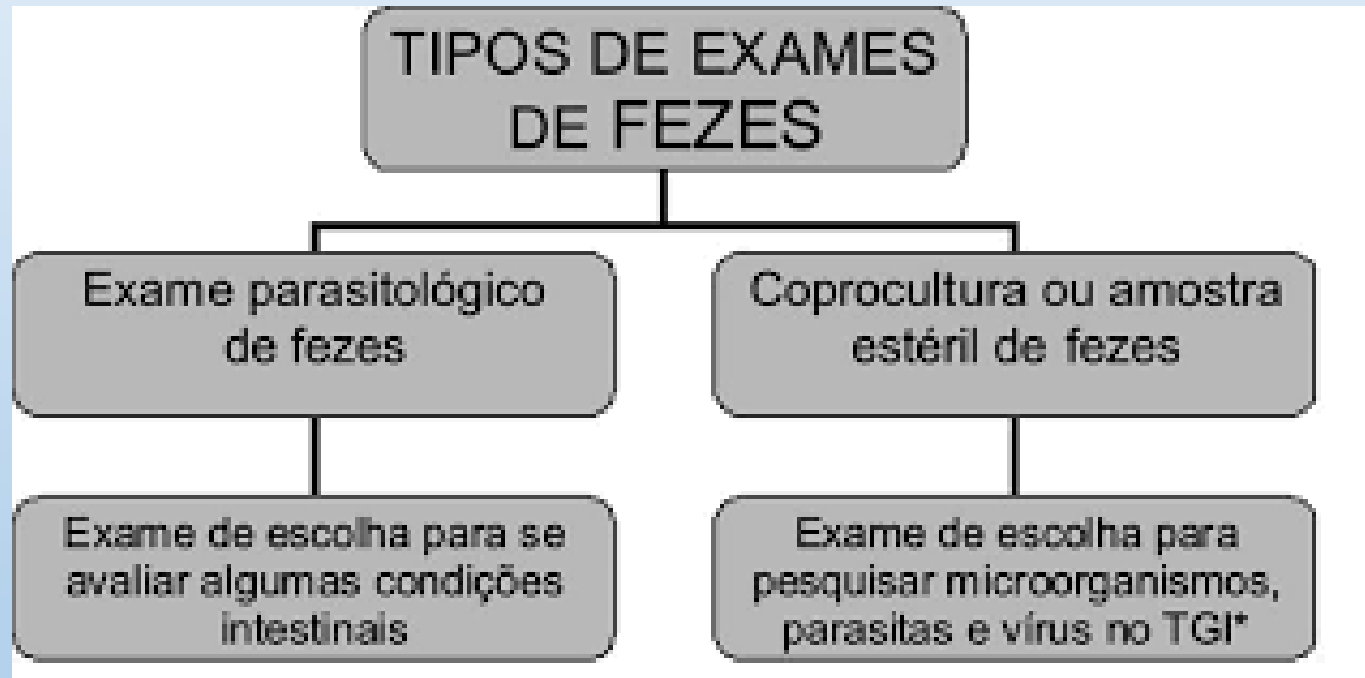 TIPOS DE EXAMES
DE FEZES
Exame parasitológico
de fezes
Coprocultura ou amostra
estéril de fezes
Exame de escolha para se
avaliar algumas condições
intestinais
Exame de escolha para
pesquisar microorganismos,
parasitas e vírus no TGI*